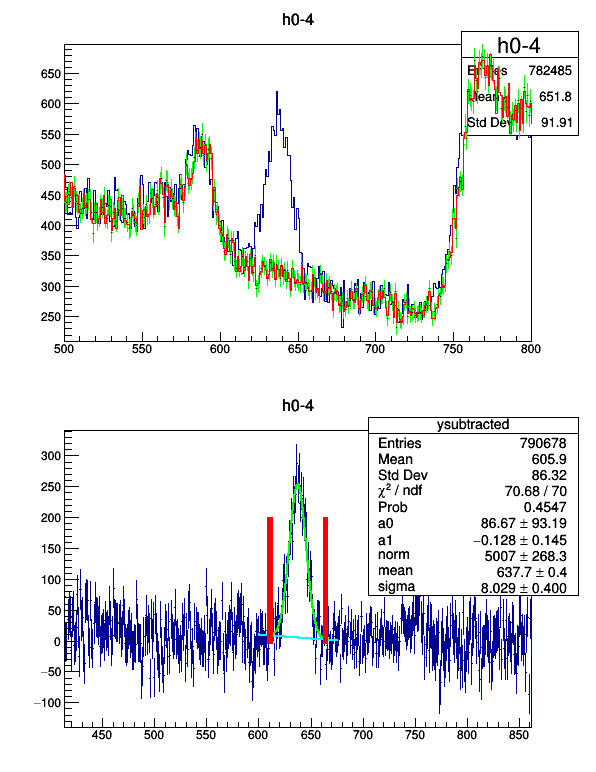 h0-4
h0-4
Entries 782485
Mean 651.8
Std Dev 91.91
650
600
550
500
450
400
350
300
250
500 550 600 650 700 750 800
h0-4
ysubtracted
Entries 790678
Mean 605.9
Std Dev 86.32
χ² / ndf 70.68 / 70
Prob 0.4547
a0 86.67 ± 93.19
a1 −0.128 ± 0.145
norm 5007 ± 268.3
mean 637.7 ± 0.4
sigma 8.029 ± 0.400
300
250
200
150
100
50
0
−50
−100
450 500 550 600 650 700 750 800 850